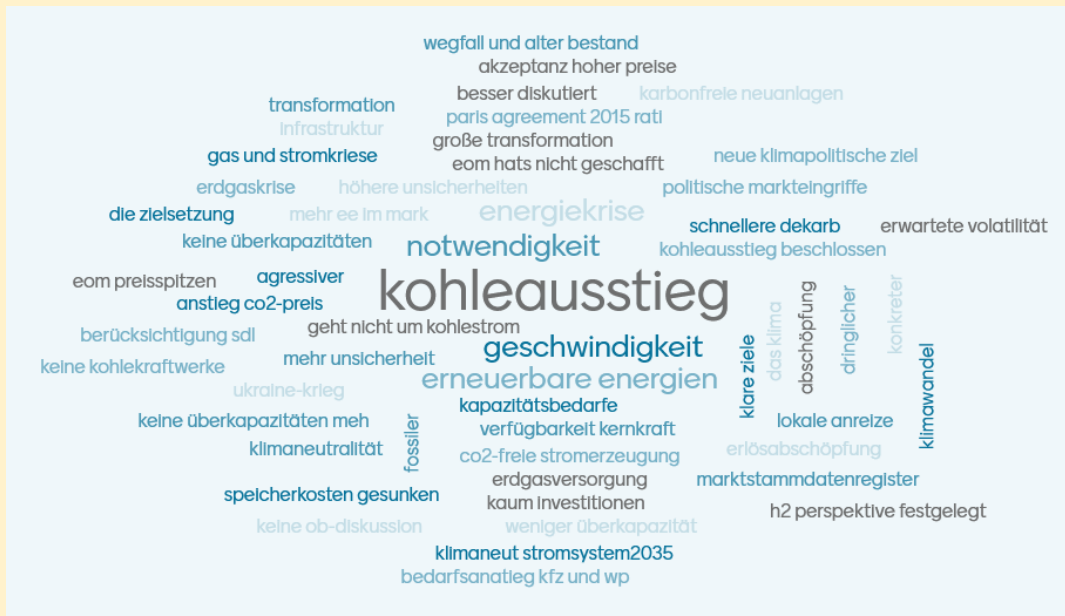 wegfall und alter bestand
akzeptanz hoher preise
besser diskutiert
karbonfreie neuanlagen
transformation
paris agreement 2015 rati
infrastruktur
große transformation
gas und stromkriese
eom hats nicht geschafft
neue klimapolitische ziel
erdgaskrise
höhere unsicherheiten
politische markteingriffe
die zielsetzung
mehr ee im mark
energiekrise
schnellere dekarb
erwartete volatilität
keine überkapazitäten
notwendigkeit
kohleausstieg beschlossen
eom preisspitzen
agressiver
kohleausstieg
anstieg co2-preis
geht nicht um kohlestrom
berücksichtigung sdl
geschwindigkeit
klare ziele
das klima
abschöpfung
dringlicher
konkreter
klimawandel
keine kohlekraftwerke
mehr unsicherheit
erneuerbare energien
ukraine-krieg
kapazitätsbedarfe
keine überkapazitäten meh
verfügbarkeit kernkraft
lokale anreize
klimaneutralität
fossiler
co2-freie stromerzeugung
erlösabschöpfung
erdgasversorgung
marktstammdatenregister
speicherkosten gesunken
kaum investitionen
h2 perspektive festgelegt
keine ob-diskussion
weniger überkapazität
klimaneut stromsystem2035
bedarfsanatieg kfz und wp